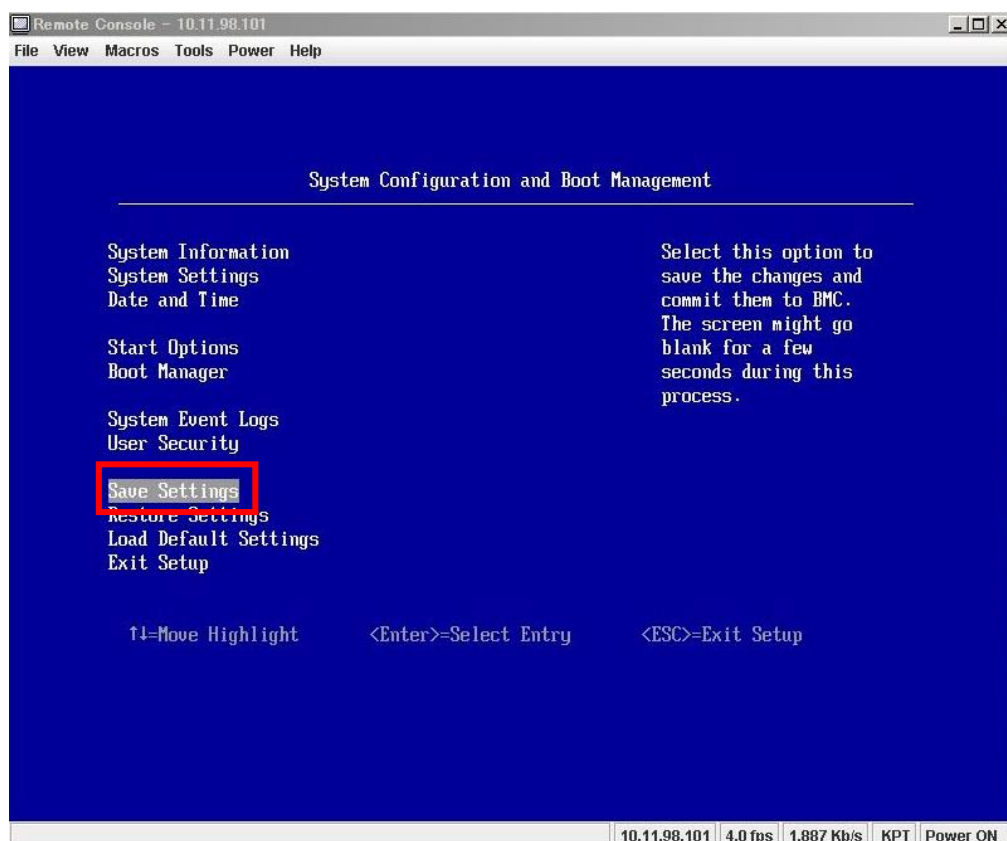 Remote Console - 10.11.98.101
File View Macros Tools Power Help
System Configuration and Boot Management
System Information
System Settings
Date and Time
Start Options
Boot Manager
System Event Logs
User Security
Save Settings
Restore Settings
Load Default Settings
Exit Setup
Select this option to
save the changes and
commit them to BMC.
The screen might go
blank for a few
seconds during this
process.
↑↓=Move Highlight <Enter>=Select Entry <ESC>=Exit Setup
10.11.98.101 4.0 fps 1.887 Kb/s KPT Power ON